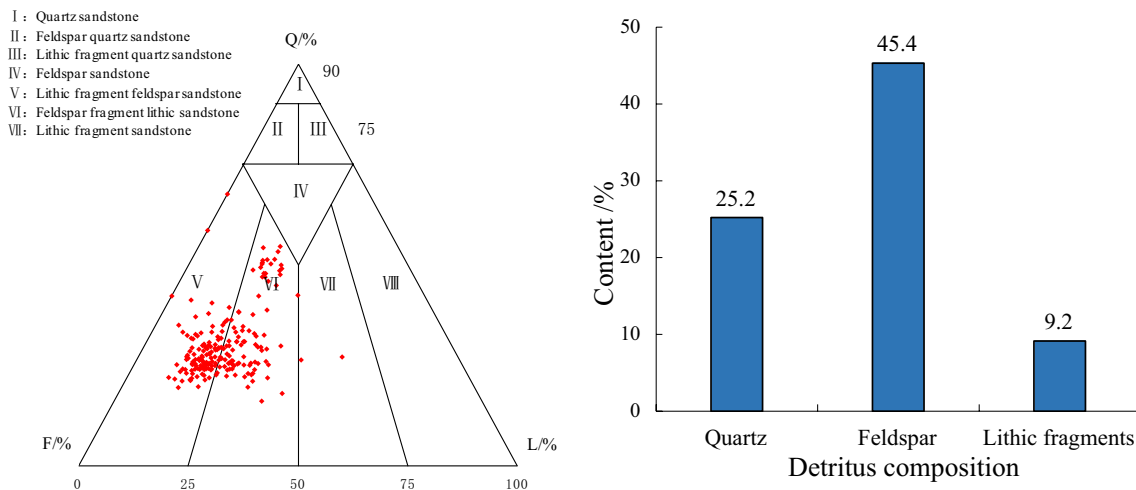 Ⅰ: Quartz sandstone
Ⅱ: Feldspar quartz sandstone
Ⅲ: Lithic fragment quartz sandstone
Ⅳ: Feldspar sandstone
Ⅴ: Lithic fragment feldspar sandstone
Ⅵ: Feldspar fragment lithic sandstone
Ⅶ: Lithic fragment sandstone
Q/%
90
Ⅰ
75
Ⅱ
Ⅲ
Ⅳ
Ⅴ
Ⅵ
Ⅶ
Ⅷ
F/%
L/%
0
25
50
75
100
Content /%
50
40
30
20
10
0
25.2
45.4
9.2
Quartz
Feldspar
Lithic fragments
Detritus composition